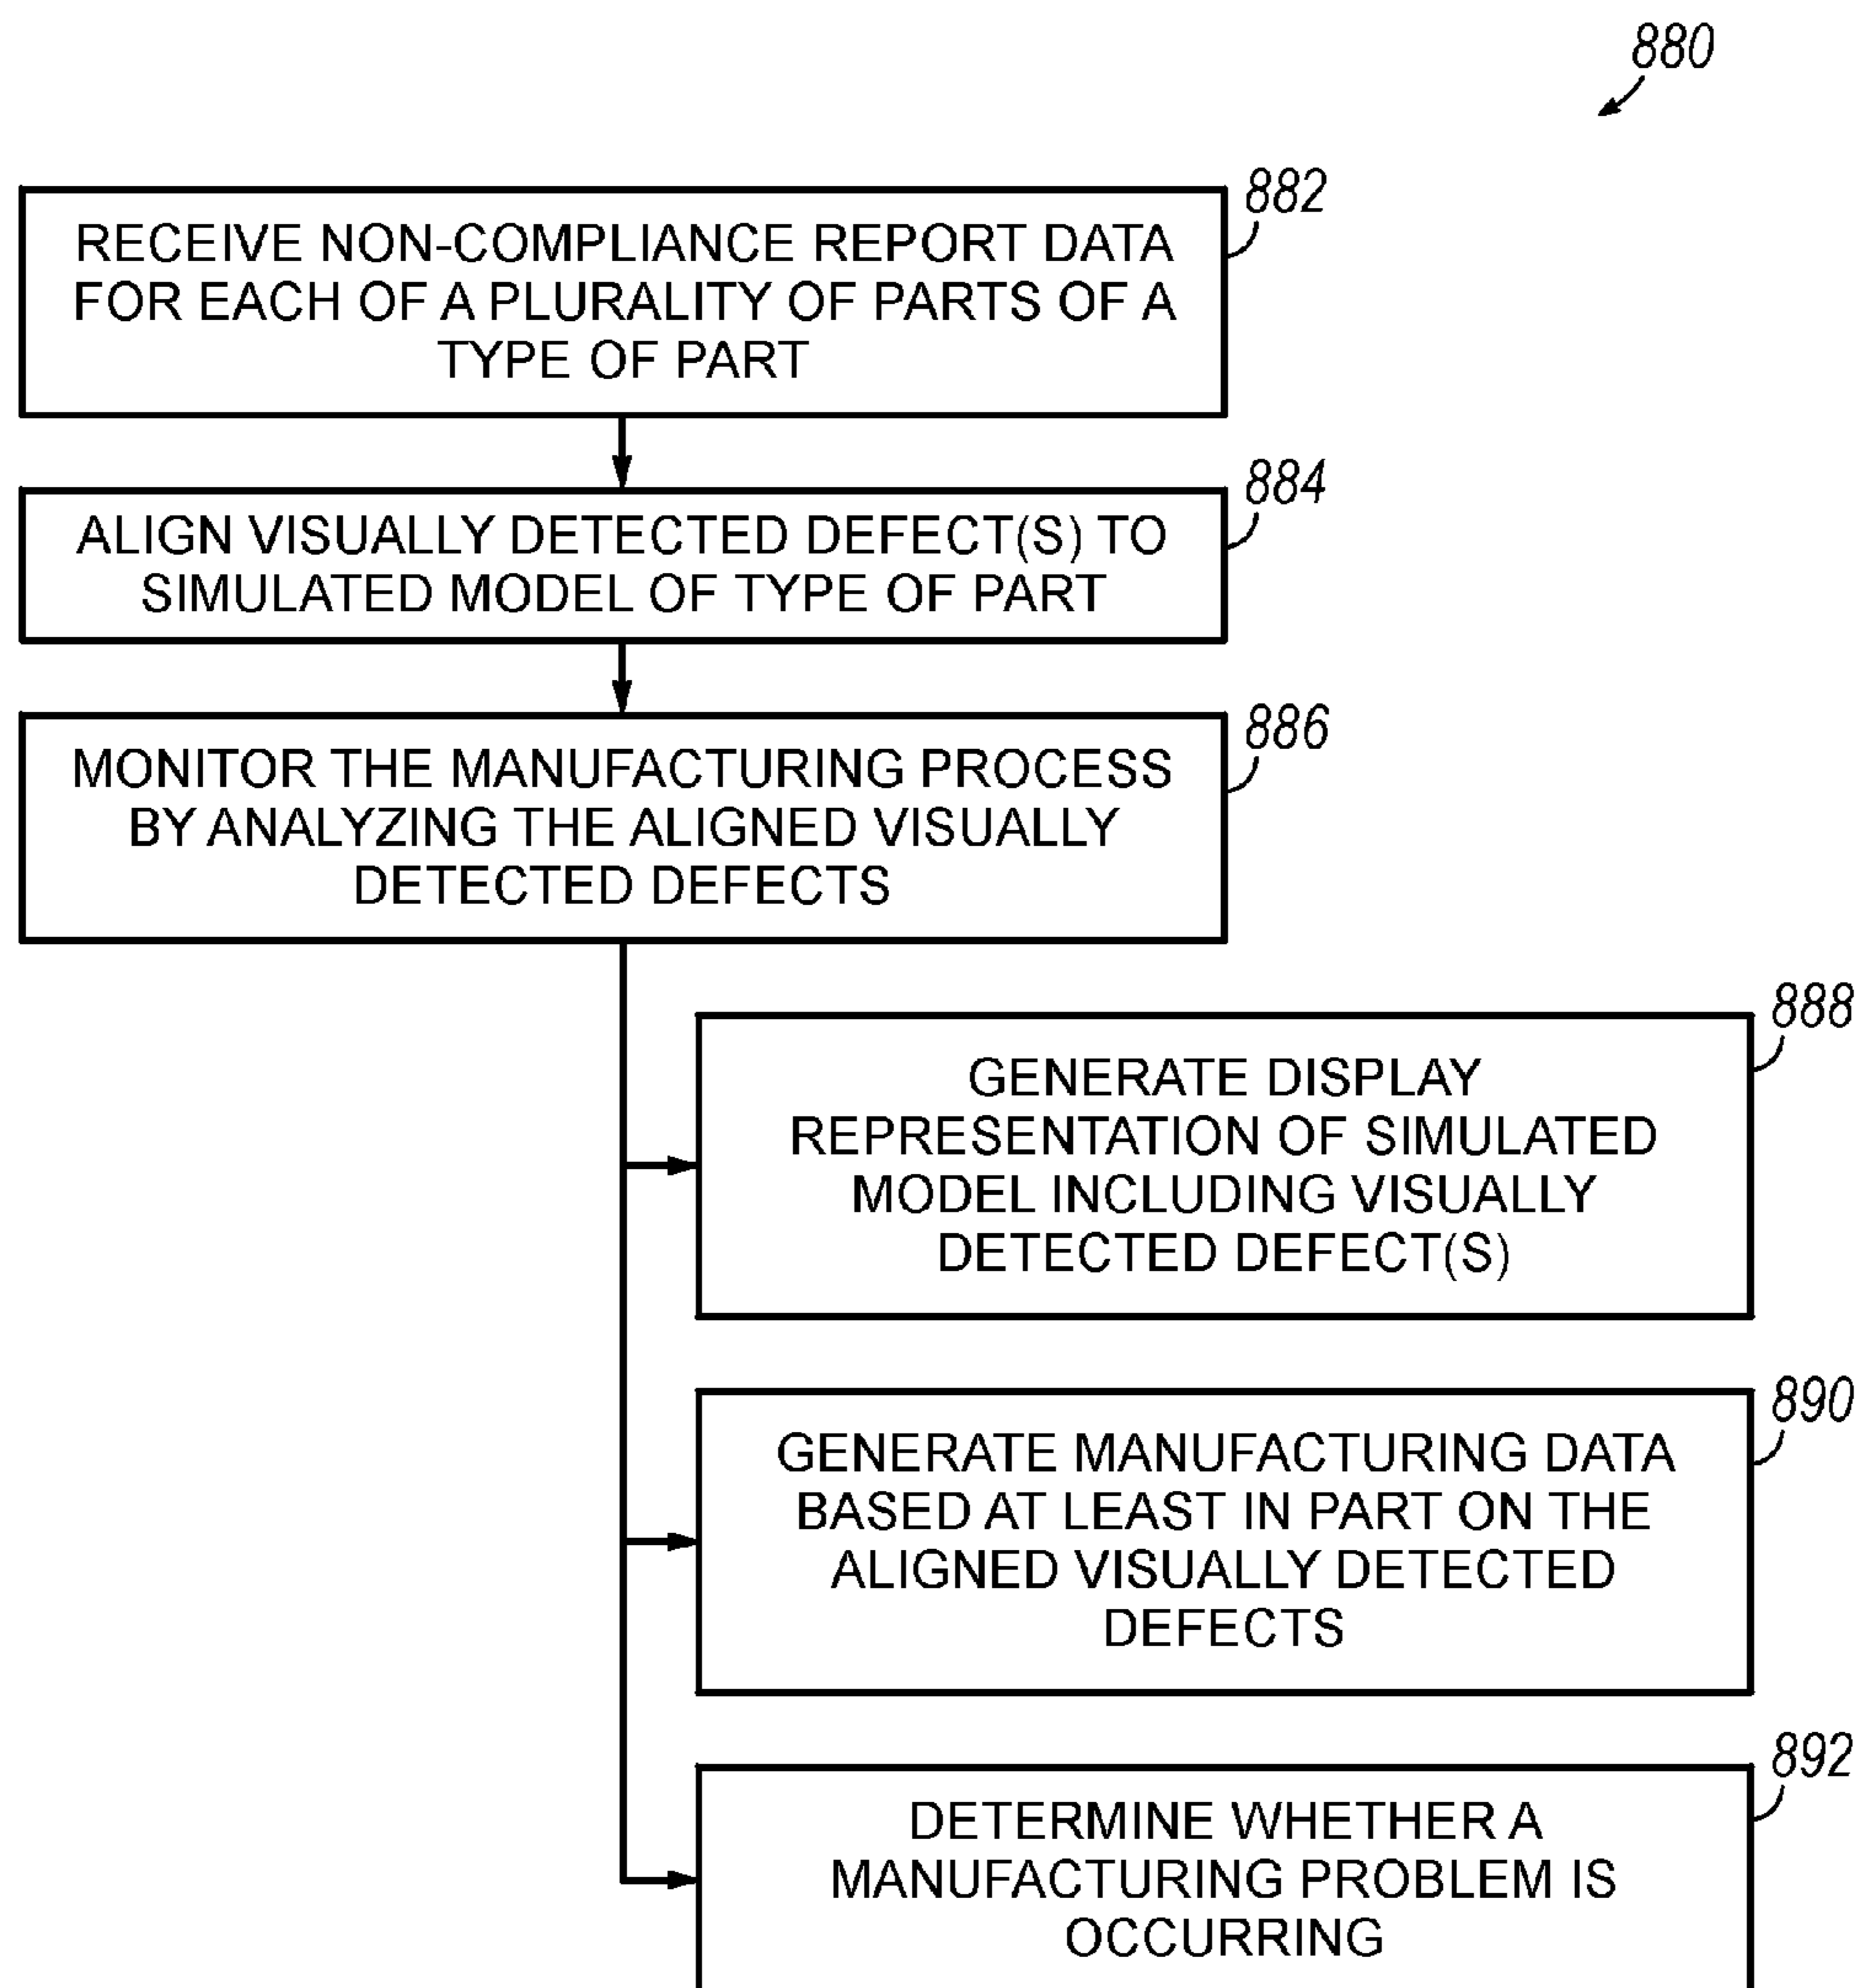 880
882
RECEIVE NON-COMPLIANCE REPORT DATA
FOR EACH OF A PLURALITY OF PARTS OF A
TYPE OF PART
884
ALIGN VISUALLY DETECTED DEFECT(S) TO
SIMULATED MODEL OF TYPE OF PART
886
MONITOR THE MANUFACTURING PROCESS
BY ANALYZING THE ALIGNED VISUALLY
DETECTED DEFECTS
888
GENERATE DISPLAY
REPRESENTATION OF SIMULATED
MODEL INCLUDING VISUALLY
DETECTED DEFECT(S)
890
GENERATE MANUFACTURING DATA
BASED AT LEAST IN PART ON THE
ALIGNED VISUALLY DETECTED
DEFECTS
892
DETERMINE WHETHER A
MANUFACTURING PROBLEM IS
OCCURRING